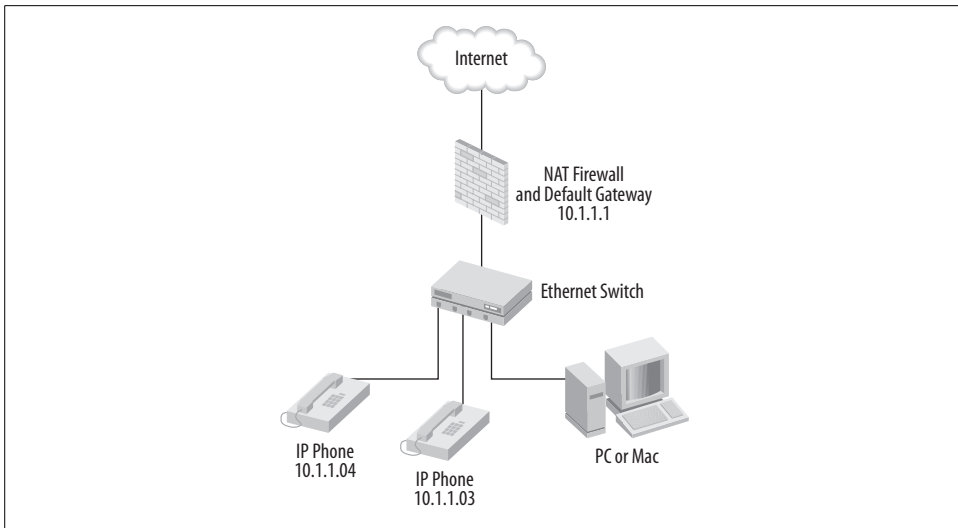 Internet
NAT Firewall
and Default Gateway
10.1.1.1
Ethernet Switch
IP Phone
10.1.1.04
IP Phone
10.1.1.03
PC or Mac